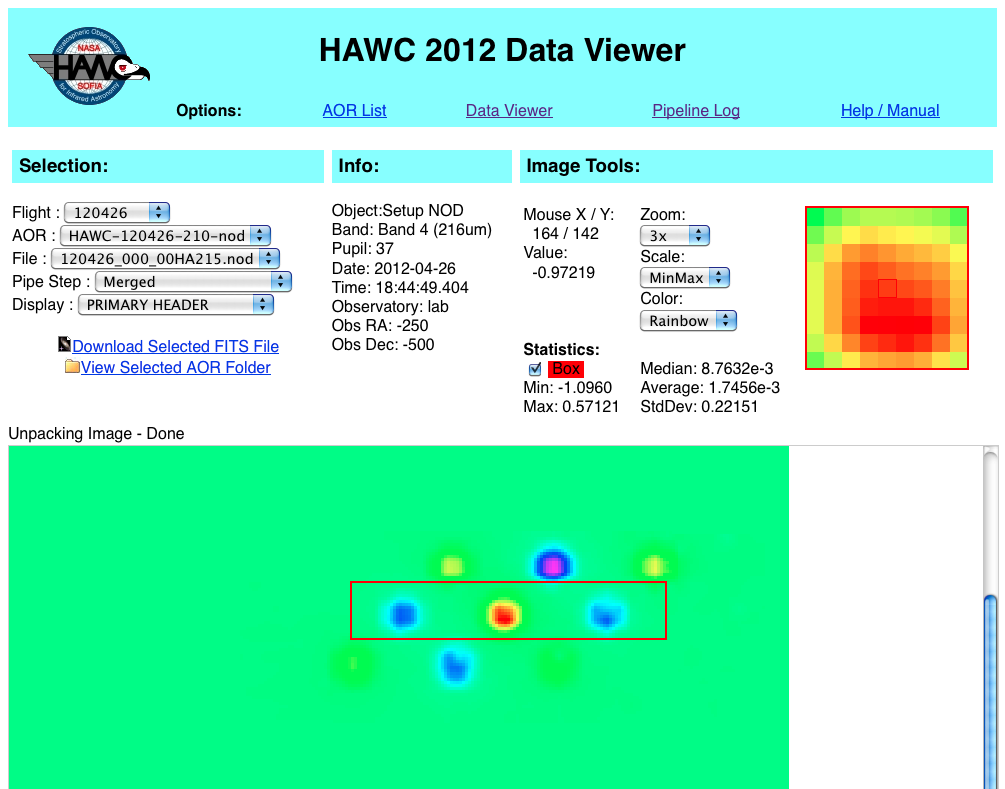 Stratospheric Observatory
NASA
HAWC
SOFIA
for Infrared Astronomy
HAWC 2012 Data Viewer
Options: AOR List Data Viewer Pipeline Log Help / Manual
Selection: Info: Image Tools:
Flight : 120426
AOR : HAWC-120426-210-nod
File : 120426_000_00HA215.nod
Pipe Step : Merged
Display : PRIMARY HEADER
Download Selected FITS File
View Selected AOR Folder
Object:Setup NOD
Band: Band 4 (216um)
Pupil: 37
Date: 2012-04-26
Time: 18:44:49.404
Observatory: lab
Obs RA: -250
Obs Dec: -500
Mouse X / Y:
164 / 142
Value:
-0.97219
Zoom:
3x
Scale:
MinMax
Color:
Rainbow
Statistics:
Box
Min: -1.0960
Max: 0.57121
Median: 8.7632e-3
Average: 1.7456e-3
StdDev: 0.22151
Unpacking Image - Done